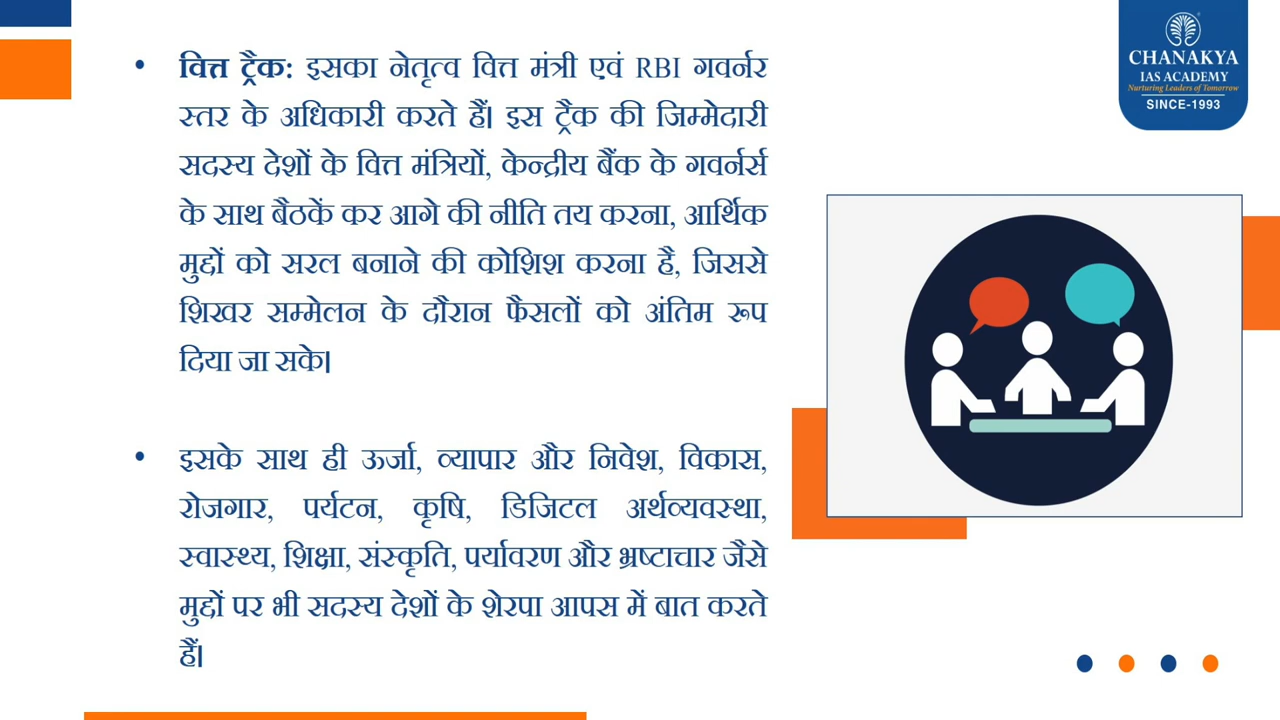 • वित्त ट्रैक: इसका नेतृत्व वित्त मंत्री एवं RBI गवर्नर
स्तर के अधिकारी करते हैं। इस ट्रैक की जिम्मेदारी
सदस्य देशों के वित्त मंत्रियों, केन्द्रीय बैंक के गवर्नर्स
के साथ बैठकें कर आगे की नीति तय करना, आर्थिक
मुद्दों को सरल बनाने की कोशिश करना है, जिससे
शिखर सम्मेलन के दौरान फैसलों को अंतिम रूप
दिया जा सके।
• इसके साथ ही ऊर्जा, व्यापार और निवेश, विकास,
रोजगार, पर्यटन, कृषि, डिजिटल अर्थव्यवस्था,
स्वास्थ्य, शिक्षा, संस्कृति, पर्यावरण और भ्रष्टाचार जैसे
मुद्दों पर भी सदस्य देशों के शेरपा आपस में बात करते
हैं।
CHANAKYA
IAS ACADEMY
Nurturing Leaders of Tomorrow
SINCE-1993